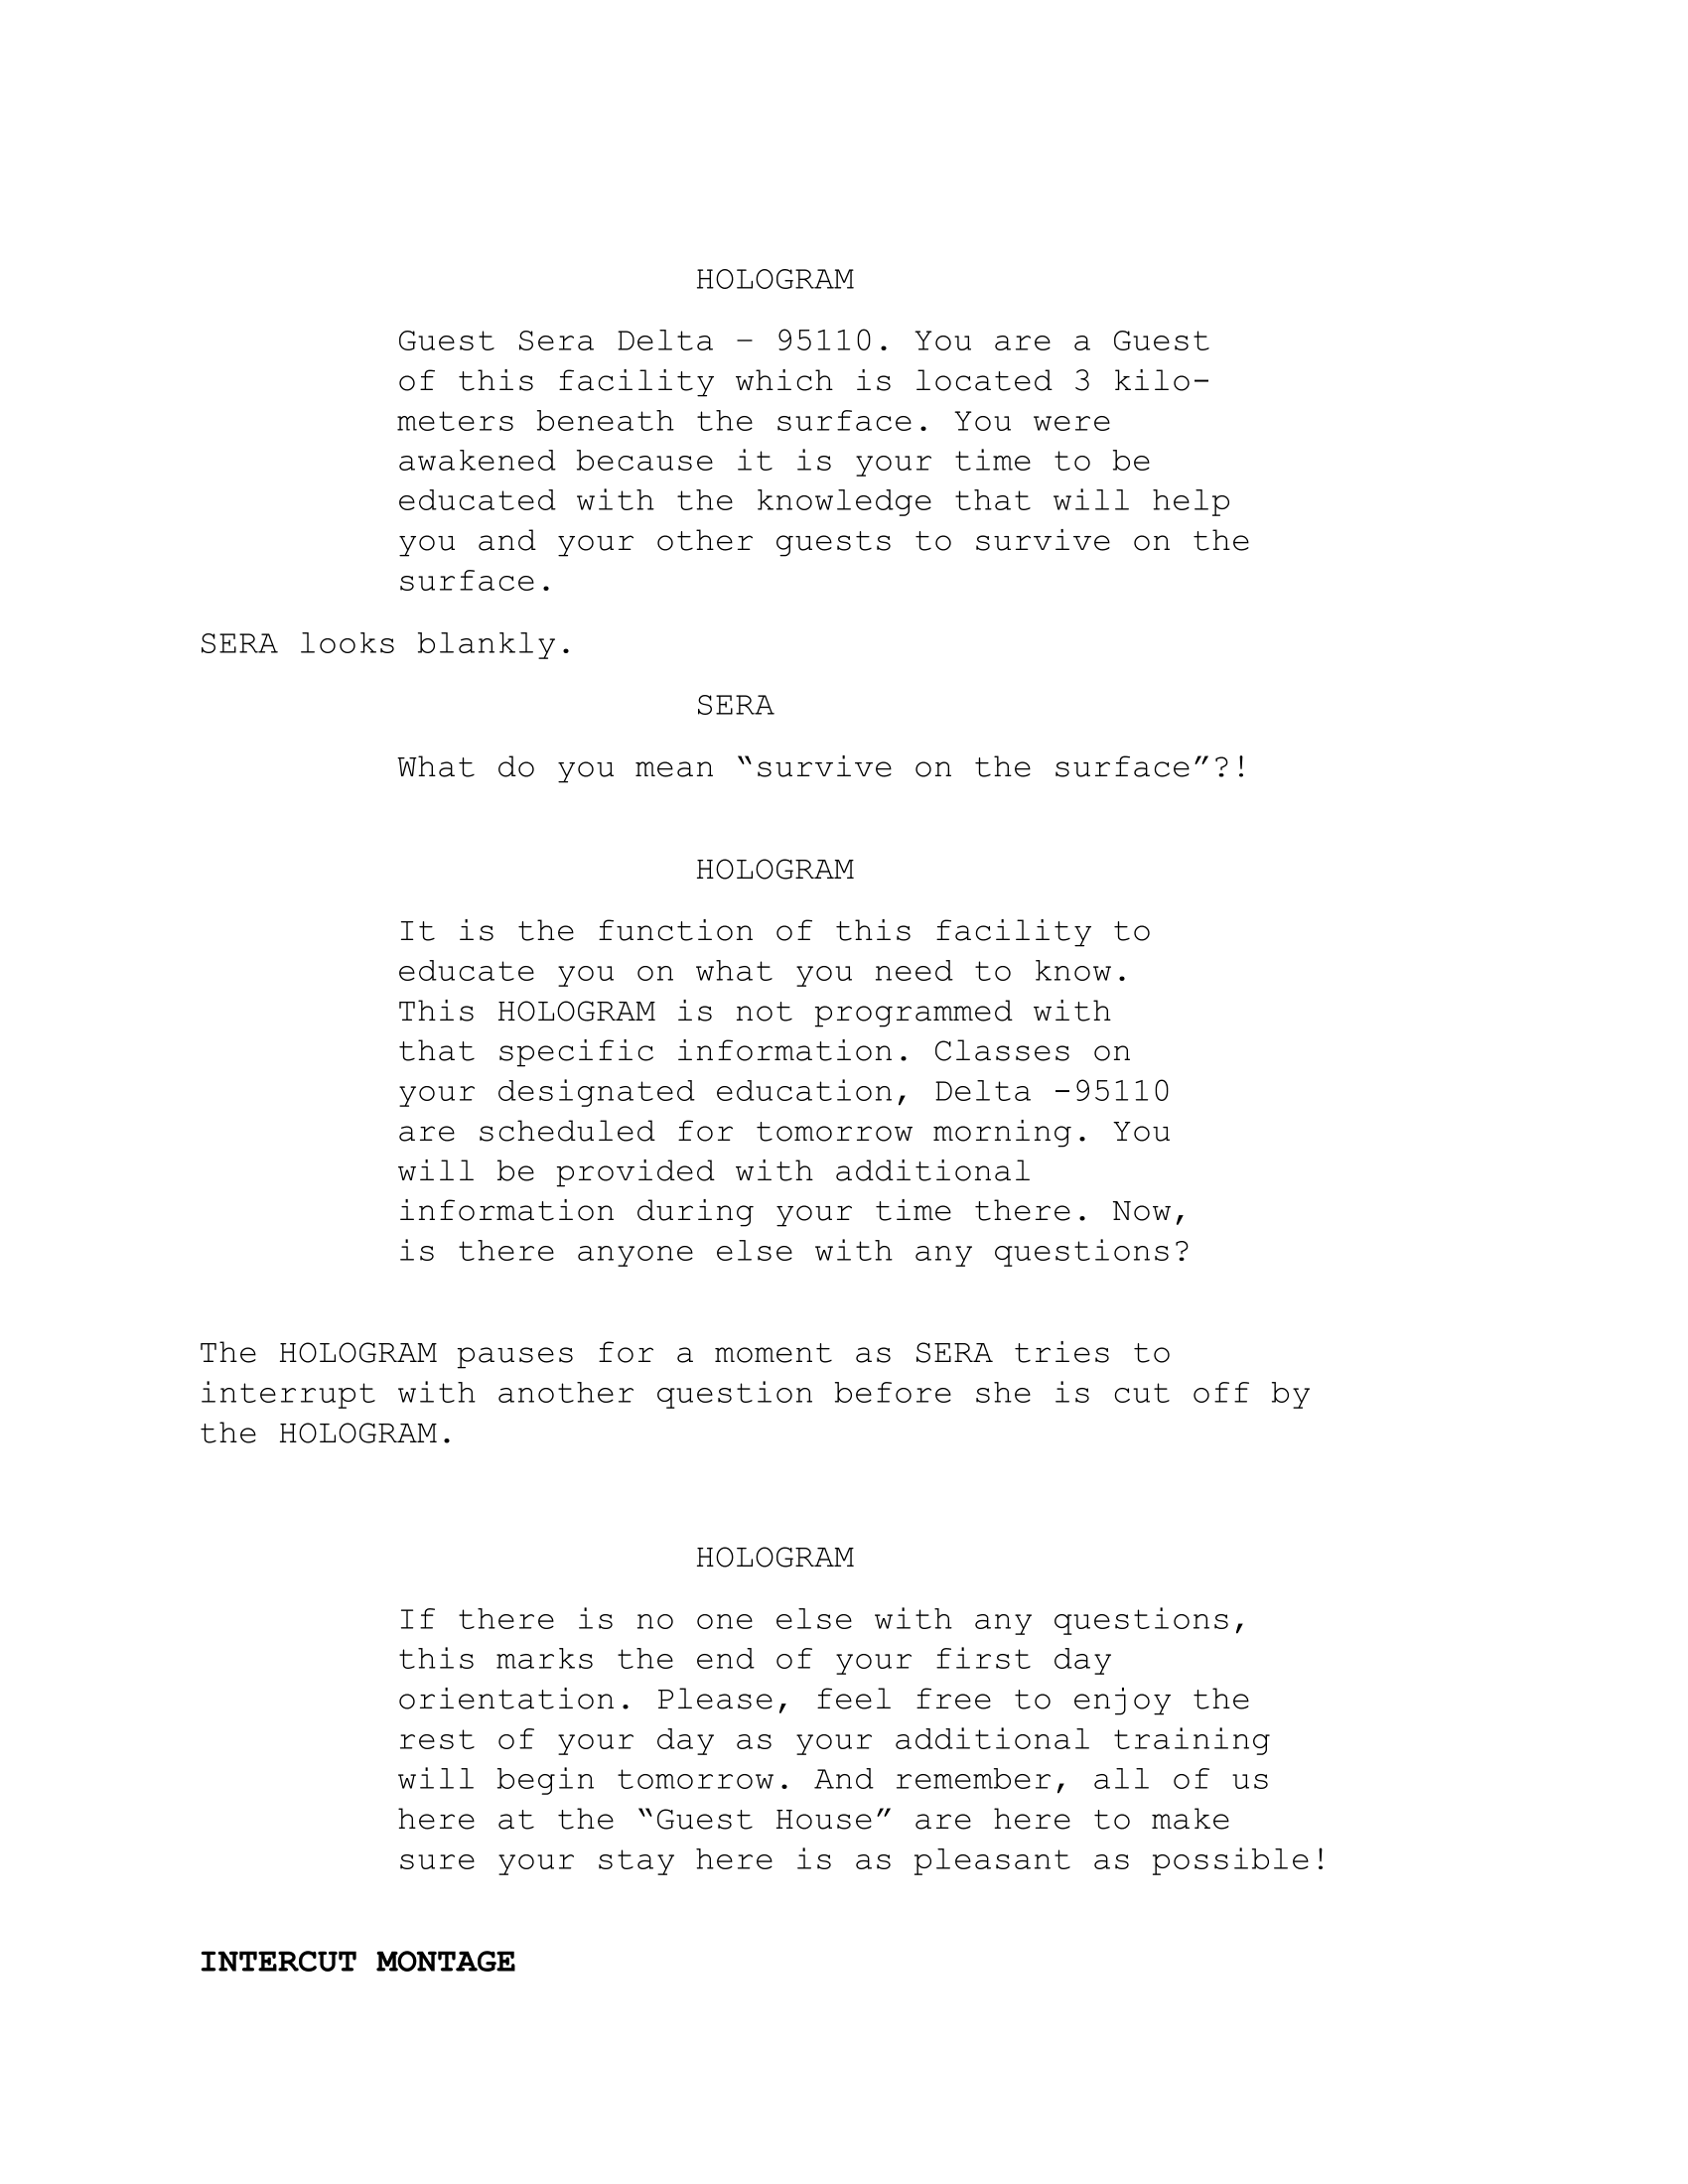 HOLOGRAM
Guest Sera Delta – 95110. You are a Guest
of this facility which is located 3 kilo-
meters beneath the surface. You were
awakened because it is your time to be
educated with the knowledge that will help
you and your other guests to survive on the
surface.
SERA looks blankly.
SERA
What do you mean “survive on the surface”?!
HOLOGRAM
It is the function of this facility to
educate you on what you need to know.
This HOLOGRAM is not programmed with
that specific information. Classes on
your designated education, Delta -95110
are scheduled for tomorrow morning. You
will be provided with additional
information during your time there. Now,
is there anyone else with any questions?
The HOLOGRAM pauses for a moment as SERA tries to
interrupt with another question before she is cut off by
the HOLOGRAM.
HOLOGRAM
If there is no one else with any questions,
this marks the end of your first day
orientation. Please, feel free to enjoy the
rest of your day as your additional training
will begin tomorrow. And remember, all of us
here at the “Guest House” are here to make
sure your stay here is as pleasant as possible!
INTERCUT MONTAGE